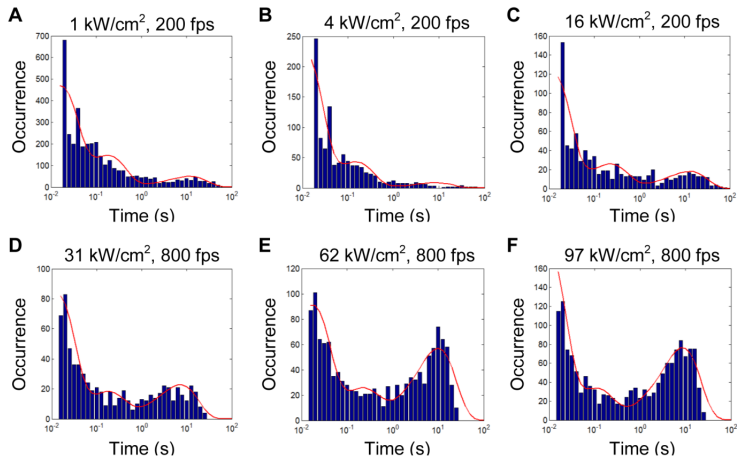 A
1 kW/cm², 200 fps
Occurrence
700
600
500
400
300
200
100
0
10⁻² 10⁻¹ 10⁰ 10¹ 10²
Time (s)
B
4 kW/cm², 200 fps
Occurrence
250
200
150
100
50
0
10⁻² 10⁻¹ 10⁰ 10¹ 10²
Time (s)
C
16 kW/cm², 200 fps
Occurrence
160
140
120
100
80
60
40
20
0
10⁻² 10⁻¹ 10⁰ 10¹ 10²
Time (s)
D
31 kW/cm², 800 fps
Occurrence
100
80
60
40
20
0
10⁻² 10⁻¹ 10⁰ 10¹ 10²
Time (s)
E
62 kW/cm², 800 fps
Occurrence
120
100
80
60
40
20
0
10⁻² 10⁻¹ 10⁰ 10¹ 10²
Time (s)
F
97 kW/cm², 800 fps
Occurrence
160
140
120
100
80
60
40
20
0
10⁻² 10⁻¹ 10⁰ 10¹ 10²
Time (s)